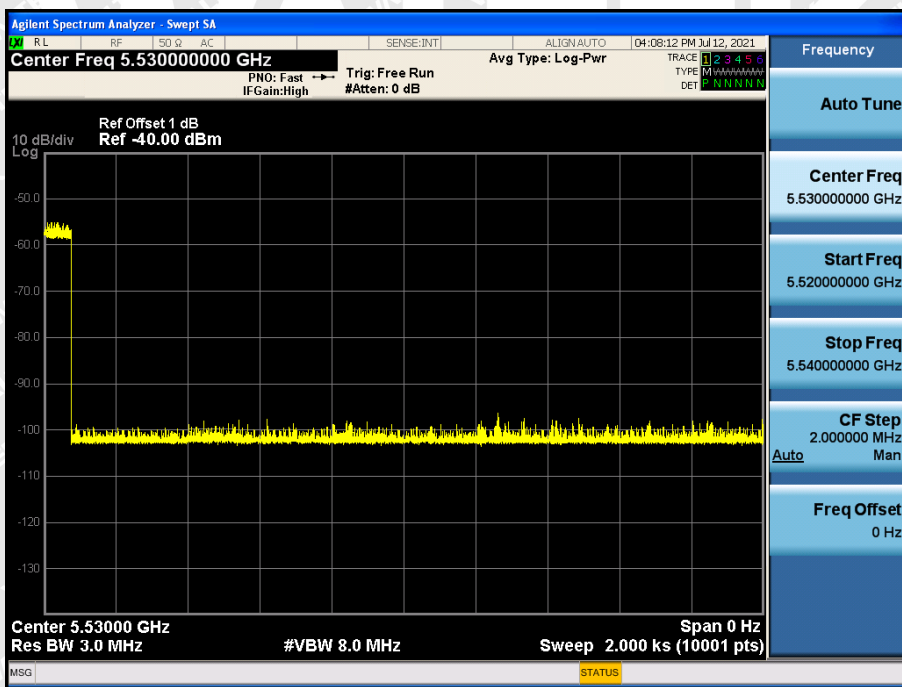 Agilent Spectrum Analyzer - Swept SA
LXI RL RF 50 Ω AC SENSE:INT ALIGNAUTO 04:08:12 PM Jul 12, 2021
Center Freq 5.530000000 GHz
PNO: Fast
IFGain:High
Trig: Free Run
#Atten: 0 dB
Avg Type: Log-Pwr
TRACE 1 2 3 4 5 6
TYPE M WWWWW
DET P N N N N N
Ref Offset 1 dB
10 dB/div Ref -40.00 dBm
Log
-50.0
-60.0
-70.0
-80.0
-90.0
-100
-110
-120
-130
Center 5.53000 GHz Span 0 Hz
Res BW 3.0 MHz #VBW 8.0 MHz Sweep 2.000 ks (10001 pts)
MSG STATUS
Frequency
Auto Tune
Center Freq
5.530000000 GHz
Start Freq
5.520000000 GHz
Stop Freq
5.540000000 GHz
CF Step
2.000000 MHz
Auto Man
Freq Offset
0 Hz